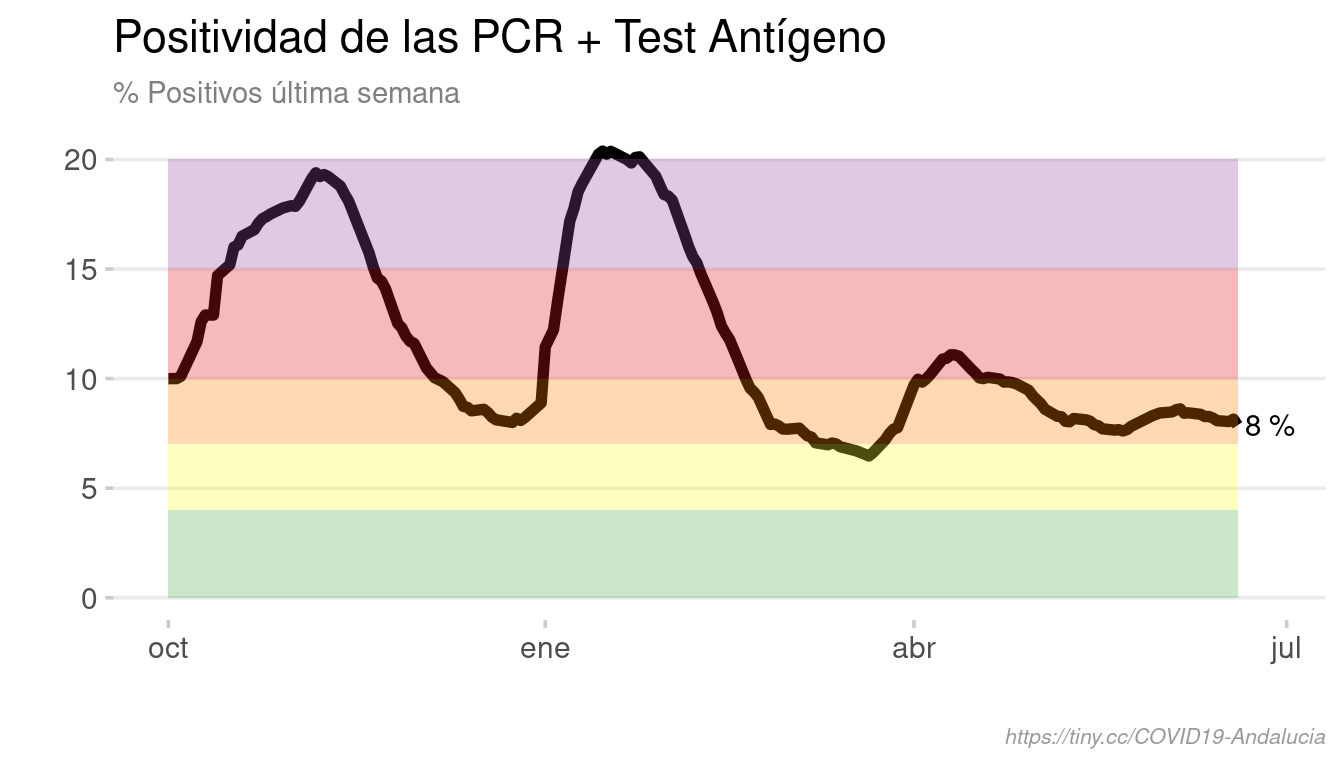 Positividad de las PCR + Test Antígeno
% Positivos última semana
20
15
10
5
0
8 %
oct
ene
abr
jul
https://tiny.cc/COVID19-Andalucia